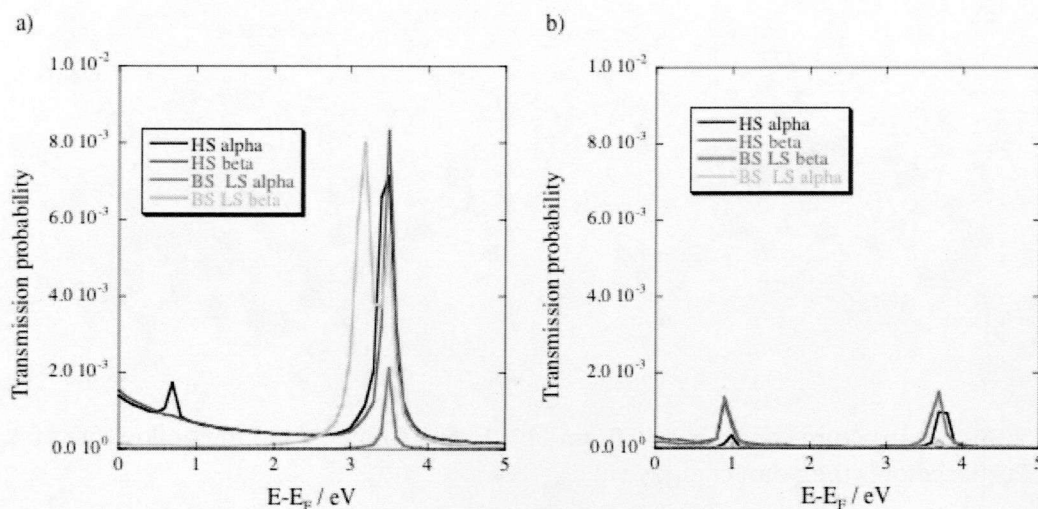 a)
Transmission probability
1.0 10⁻²
8.0 10⁻³
6.0 10⁻³
4.0 10⁻³
2.0 10⁻³
0.0 10⁰
HS alpha
HS beta
BS LS alpha
BS LS beta
0 1 2 3 4 5
E-E_F / eV
b)
Transmission probability
1.0 10⁻²
8.0 10⁻³
6.0 10⁻³
4.0 10⁻³
2.0 10⁻³
0.0 10⁰
HS alpha
HS beta
BS LS beta
BS LS alpha
0 1 2 3 4 5
E-E_F / eV